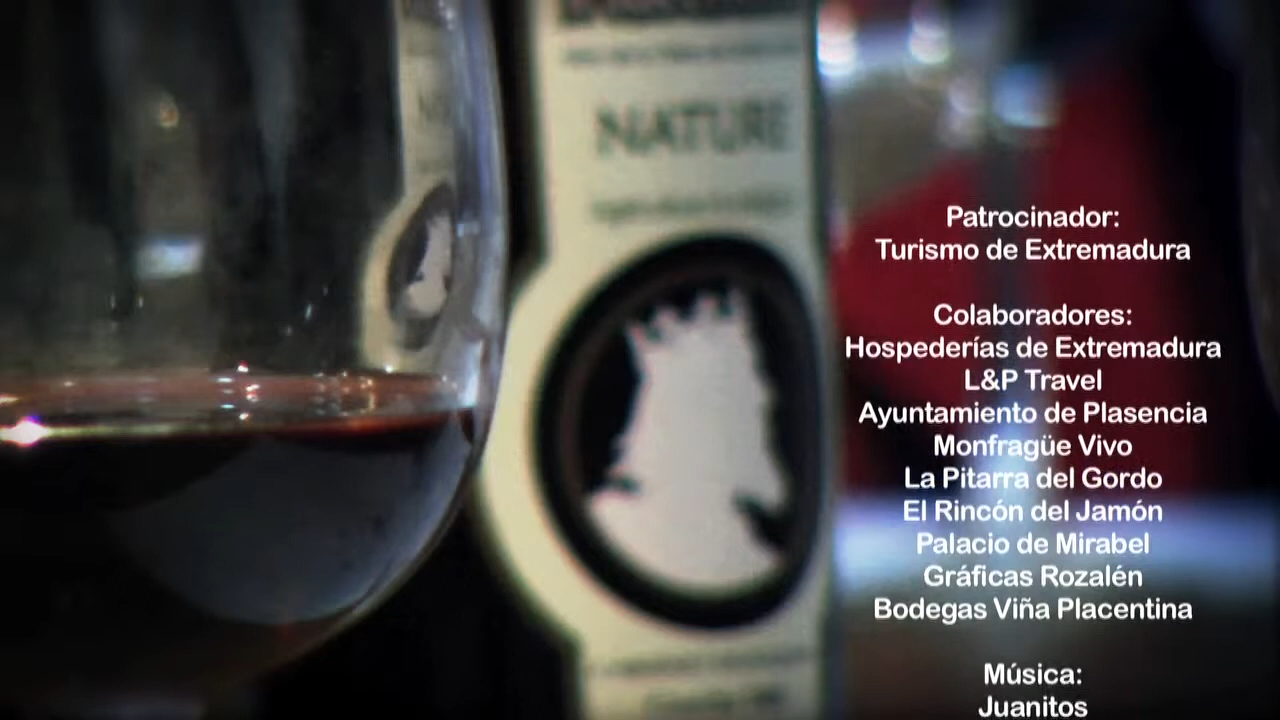 NATURE
Patrocinador:
Turismo de Extremadura
Colaboradores:
Hospederías de Extremadura
L&P Travel
Ayuntamiento de Plasencia
Monfragüe Vivo
La Pitarra del Gordo
El Rincón del Jamón
Palacio de Mirabel
Gráficas Rozalén
Bodegas Viña Placentina
Música:
Juanitos